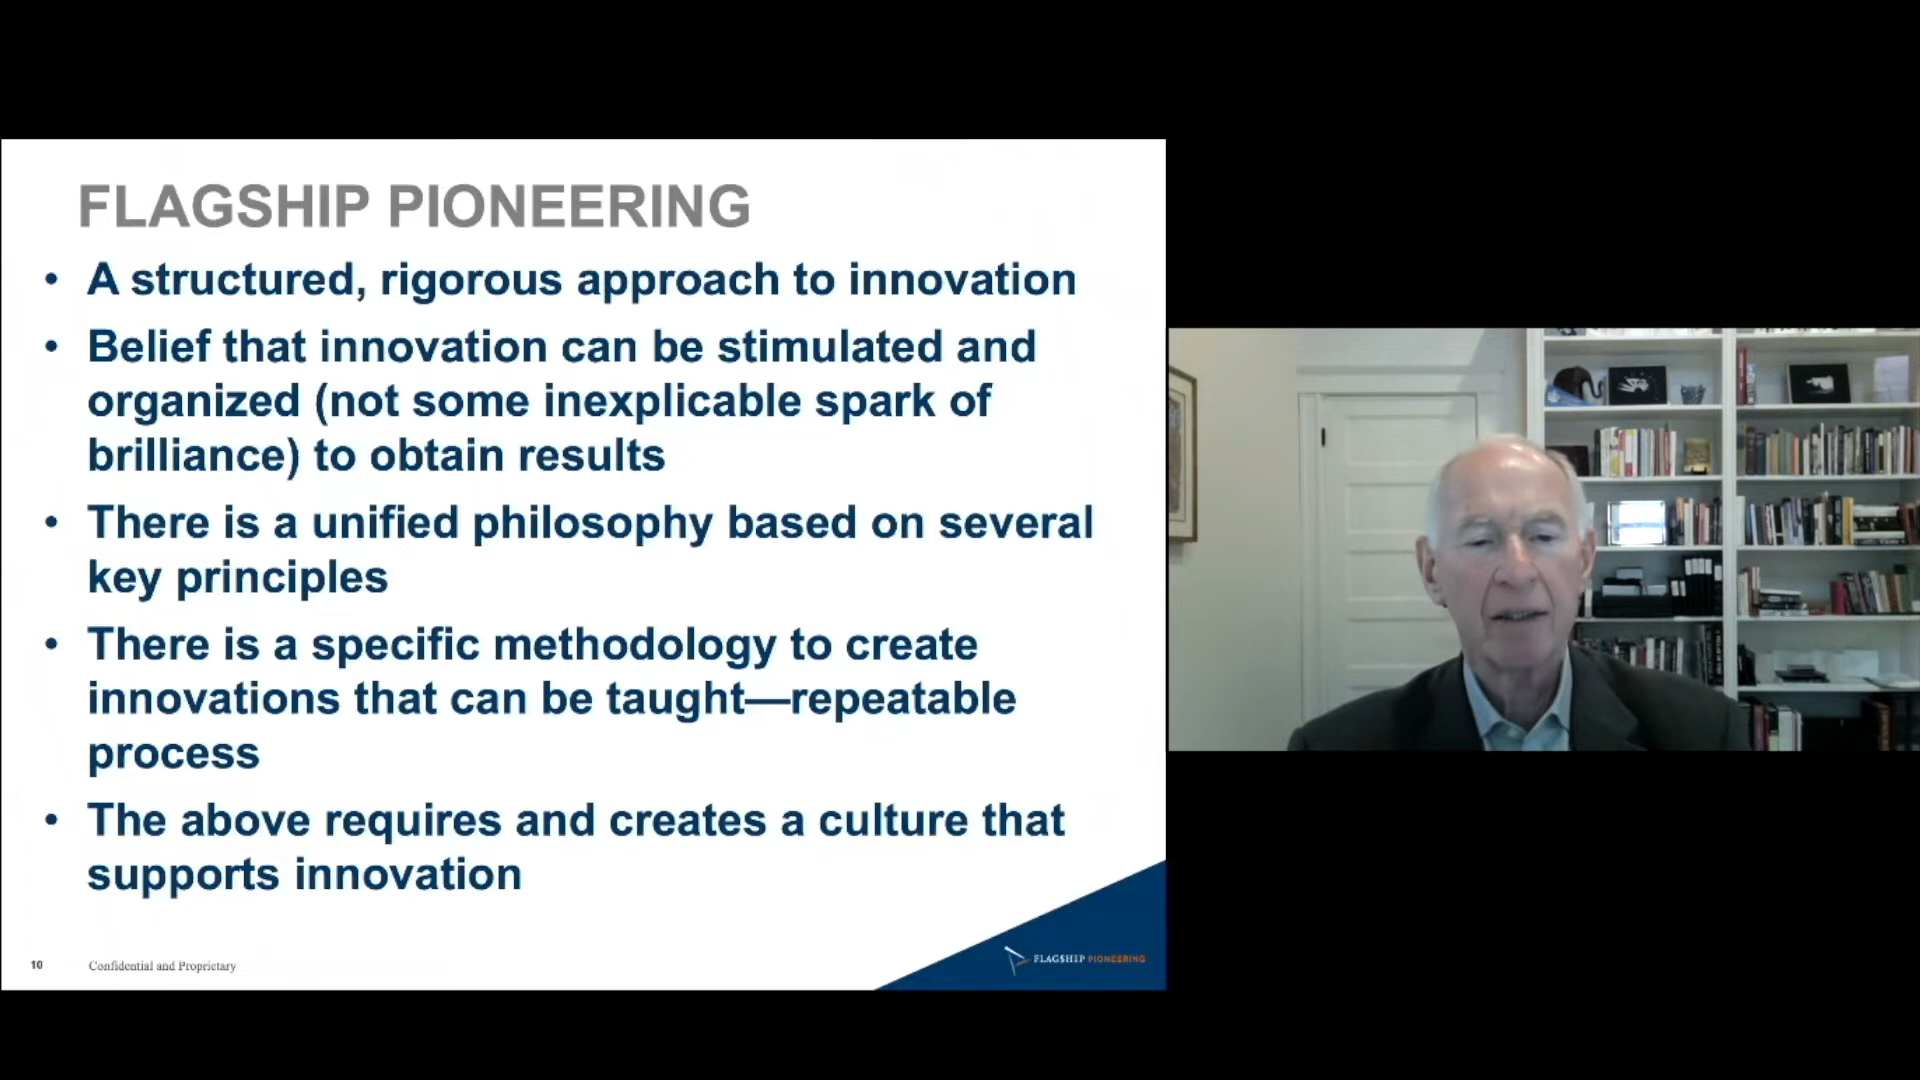 FLAGSHIP PIONEERING
• A structured, rigorous approach to innovation
• Belief that innovation can be stimulated and
organized (not some inexplicable spark of
brilliance) to obtain results
• There is a unified philosophy based on several
key principles
• There is a specific methodology to create
innovations that can be taught—repeatable
process
• The above requires and creates a culture that
supports innovation
10 Confidential and Proprietary
FLAGSHIP PIONEERING